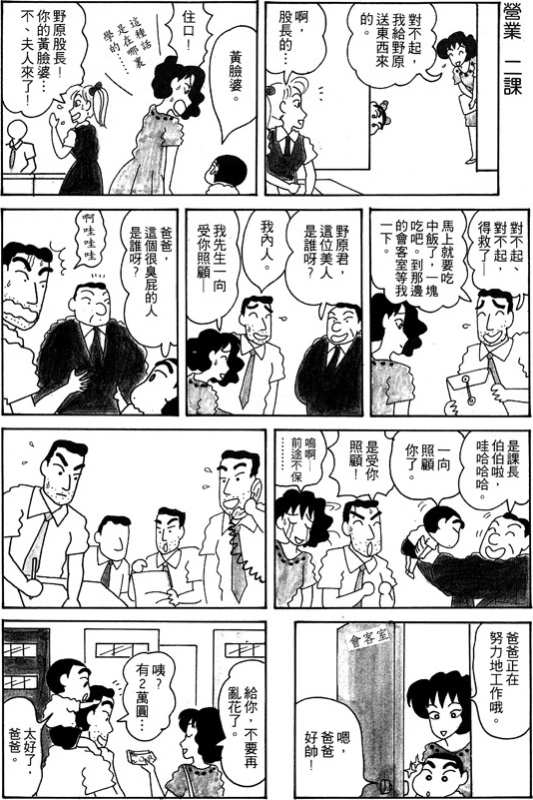 營業 二課
對不起，
我給野原
送東西來
了。
啊，
股長的…
黃臉婆。
住口！
這種話
是在哪裏
學的……
野原股長！
你的黃臉婆…
不、夫人來了！
對不起、
對不起，
得救了—
馬上就要吃
中飯了，一塊
吃吧。到那邊
的會客室等我
一下。
野原君，
這位美人
是誰呀？
我內人。
我先生一向
受你照顧…
爸爸，
這個很臭屁的人
是誰呀？
啊哇哇哇
是課長
伯伯啦，
哇哈哈哈。
一向
照顧
你了。
是受你
照顧！
嗚啊—
前途不保
………
爸爸正在
努力地工作哦。
嗯，
爸爸
好帥！
會客室
給你，不要再
亂花了。
咦？
有2萬圓…
太好了，
爸爸。